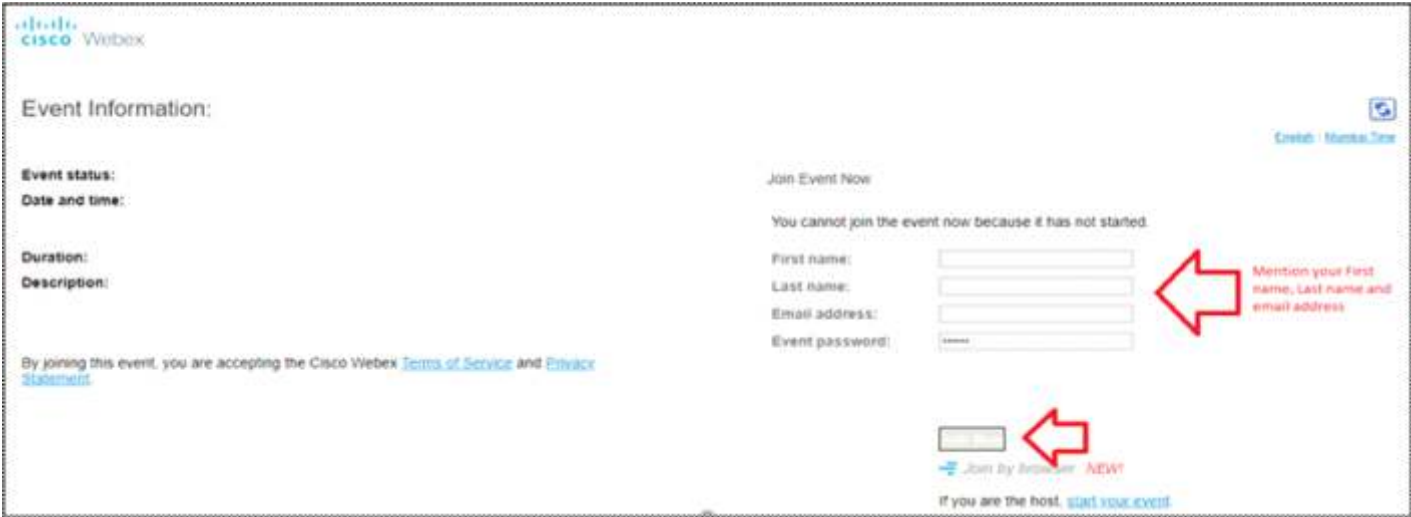 CISCO Webex
Event Information:
English : Mumbai Time
Event status:
Date and time:
Duration:
Description:
By joining this event, you are accepting the Cisco Webex Terms of Service and Privacy
Statement.
Join Event Now
You cannot join the event now because it has not started.
First name:
Last name:
Email address:
Event password:
Mention your First
name, Last name and
email address
Join by browser NEW!
If you are the host, start your event.